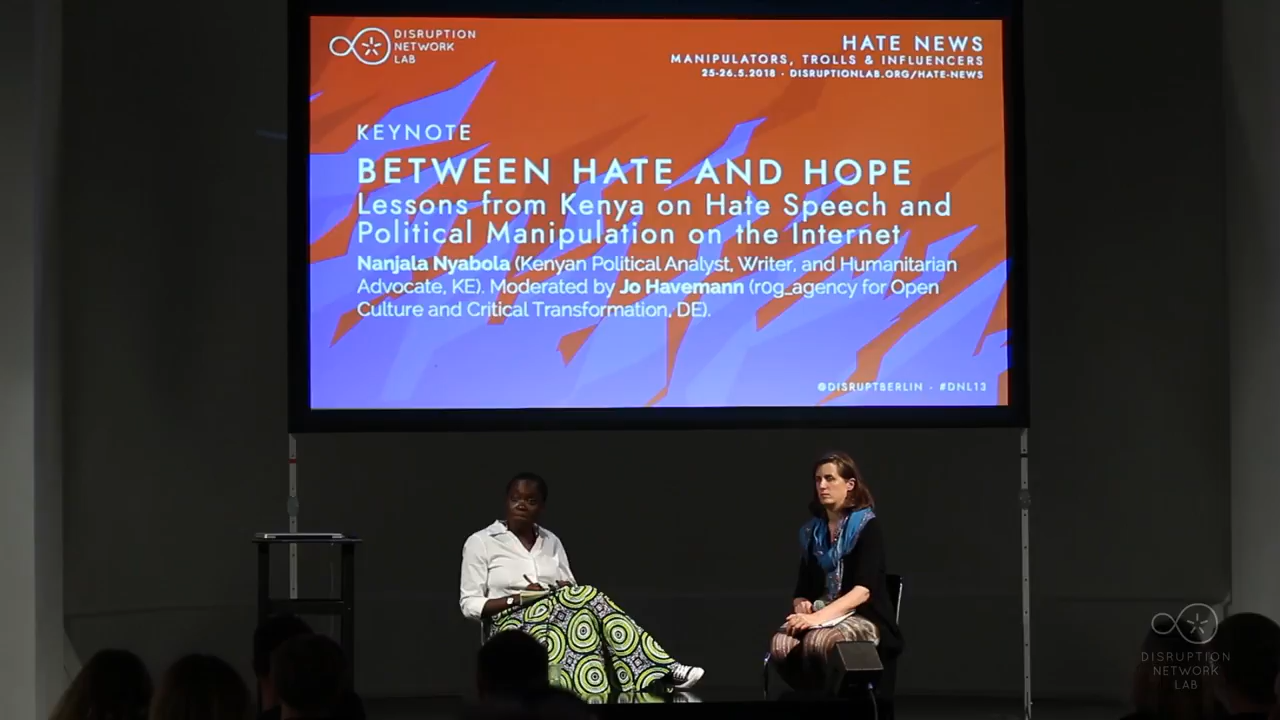 DISRUPTION
NETWORK
LAB
HATE NEWS
MANIPULATORS, TROLLS & INFLUENCERS
25-26.5.2018 · DISRUPTIONLAB.ORG/HATE-NEWS
KEYNOTE
BETWEEN HATE AND HOPE
Lessons from Kenya on Hate Speech and
Political Manipulation on the Internet
Nanjala Nyabola (Kenyan Political Analyst, Writer, and Humanitarian
Advocate, KE). Moderated by Jo Havemann (r0g_agency for Open
Culture and Critical Transformation, DE).
@DISRUPTBERLIN - #DNL13
DISRUPTION
NETWORK
LAB